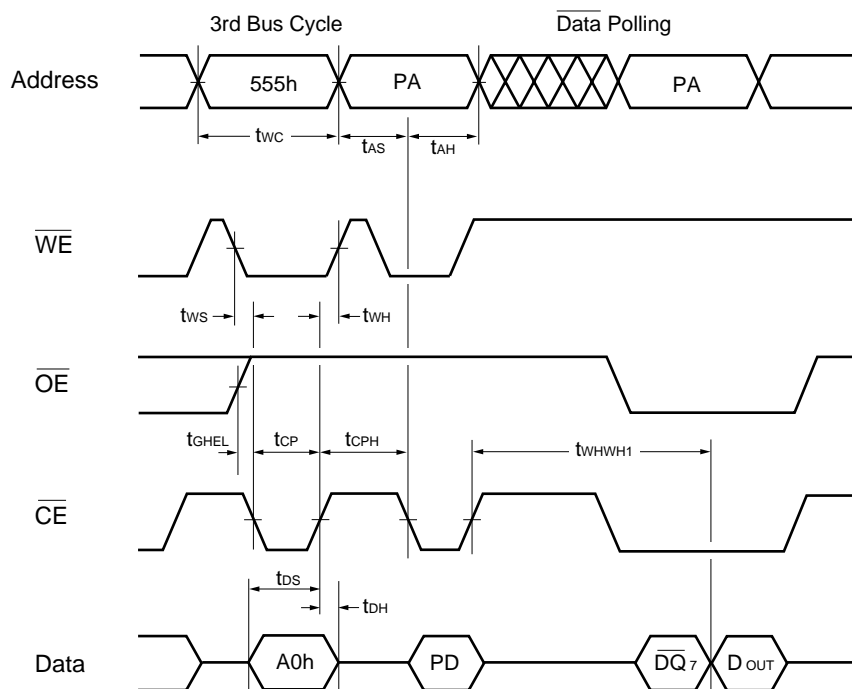 3rd Bus Cycle
Data Polling
Address
555h
PA
PA
tWC
tAS
tAH
WE
tWS
tWH
OE
tGHEL
tCP
tCPH
tWHWH1
CE
tDS
tDH
Data
A0h
PD
DQ7
DOUT